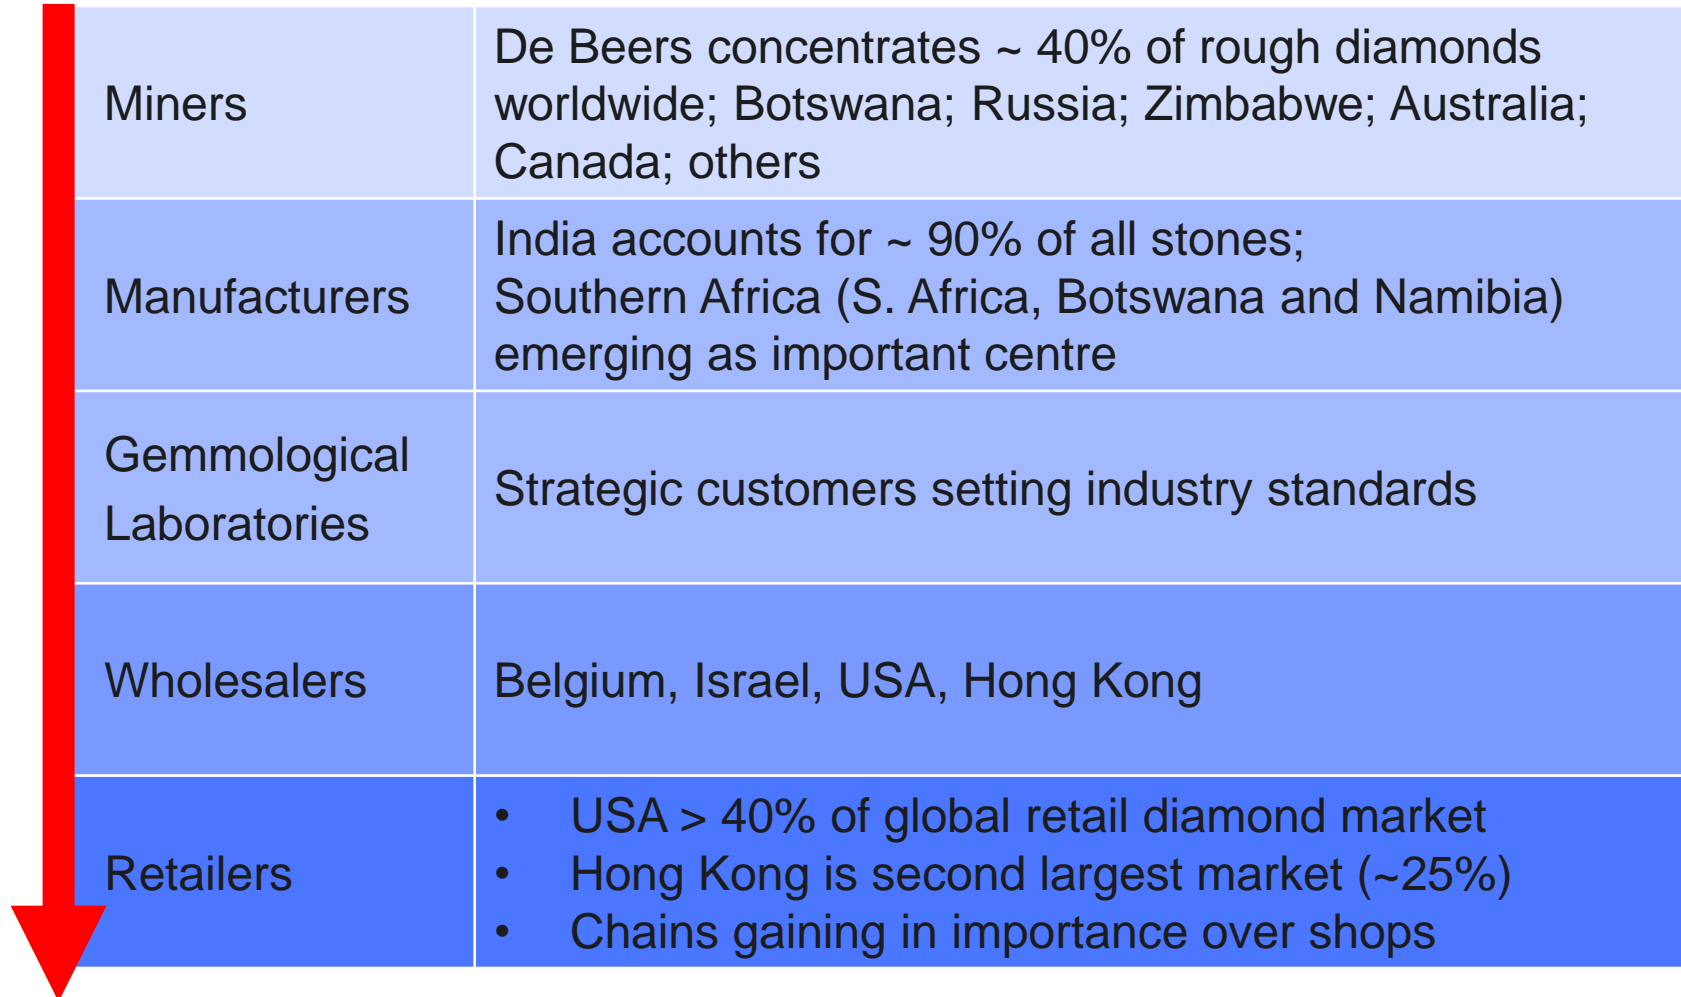 Miners
De Beers concentrates ~ 40% of rough diamonds
worldwide; Botswana; Russia; Zimbabwe; Australia;
Canada; others
Manufacturers
India accounts for ~ 90% of all stones;
Southern Africa (S. Africa, Botswana and Namibia)
emerging as important centre
Gemmological
Laboratories
Strategic customers setting industry standards
Wholesalers
Belgium, Israel, USA, Hong Kong
Retailers
• USA > 40% of global retail diamond market
• Hong Kong is second largest market (~25%)
• Chains gaining in importance over shops